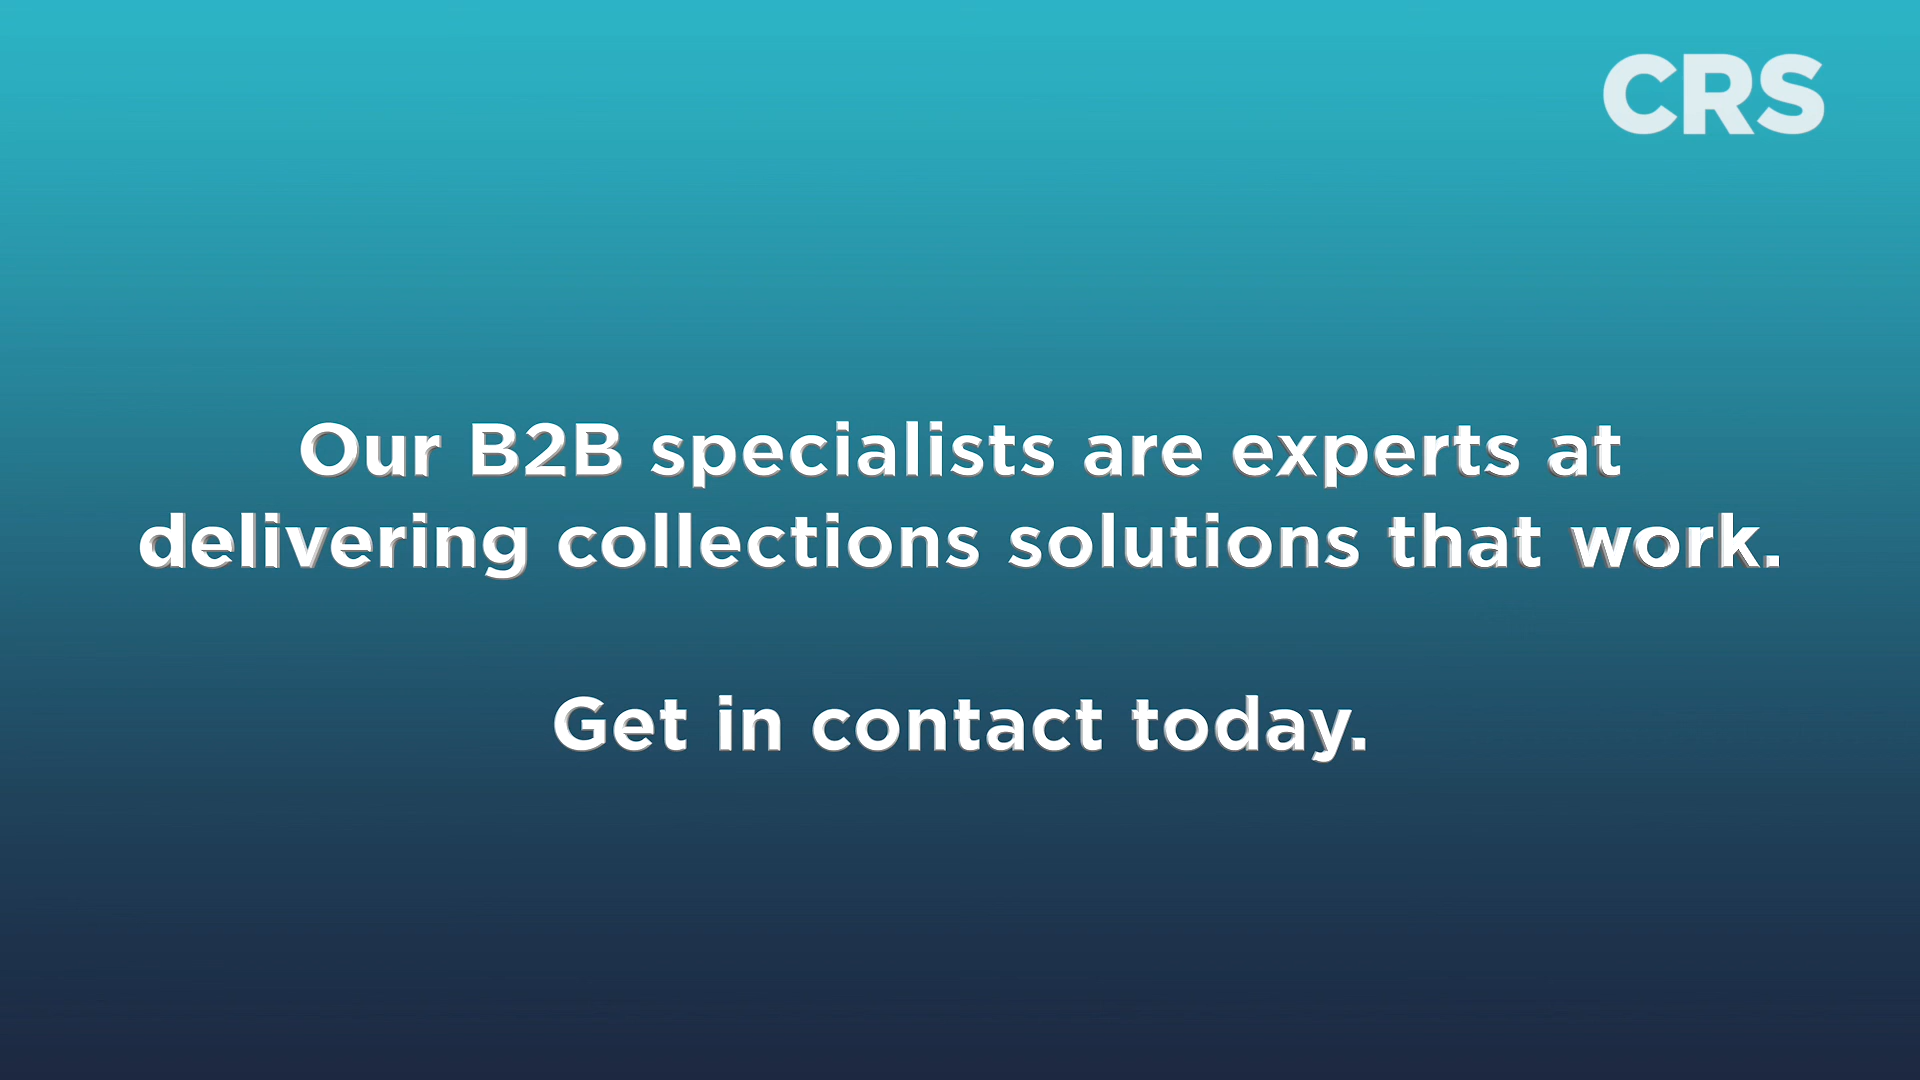 CRS
Our B2B specialists are experts at
delivering collections solutions that work.
Get in contact today.